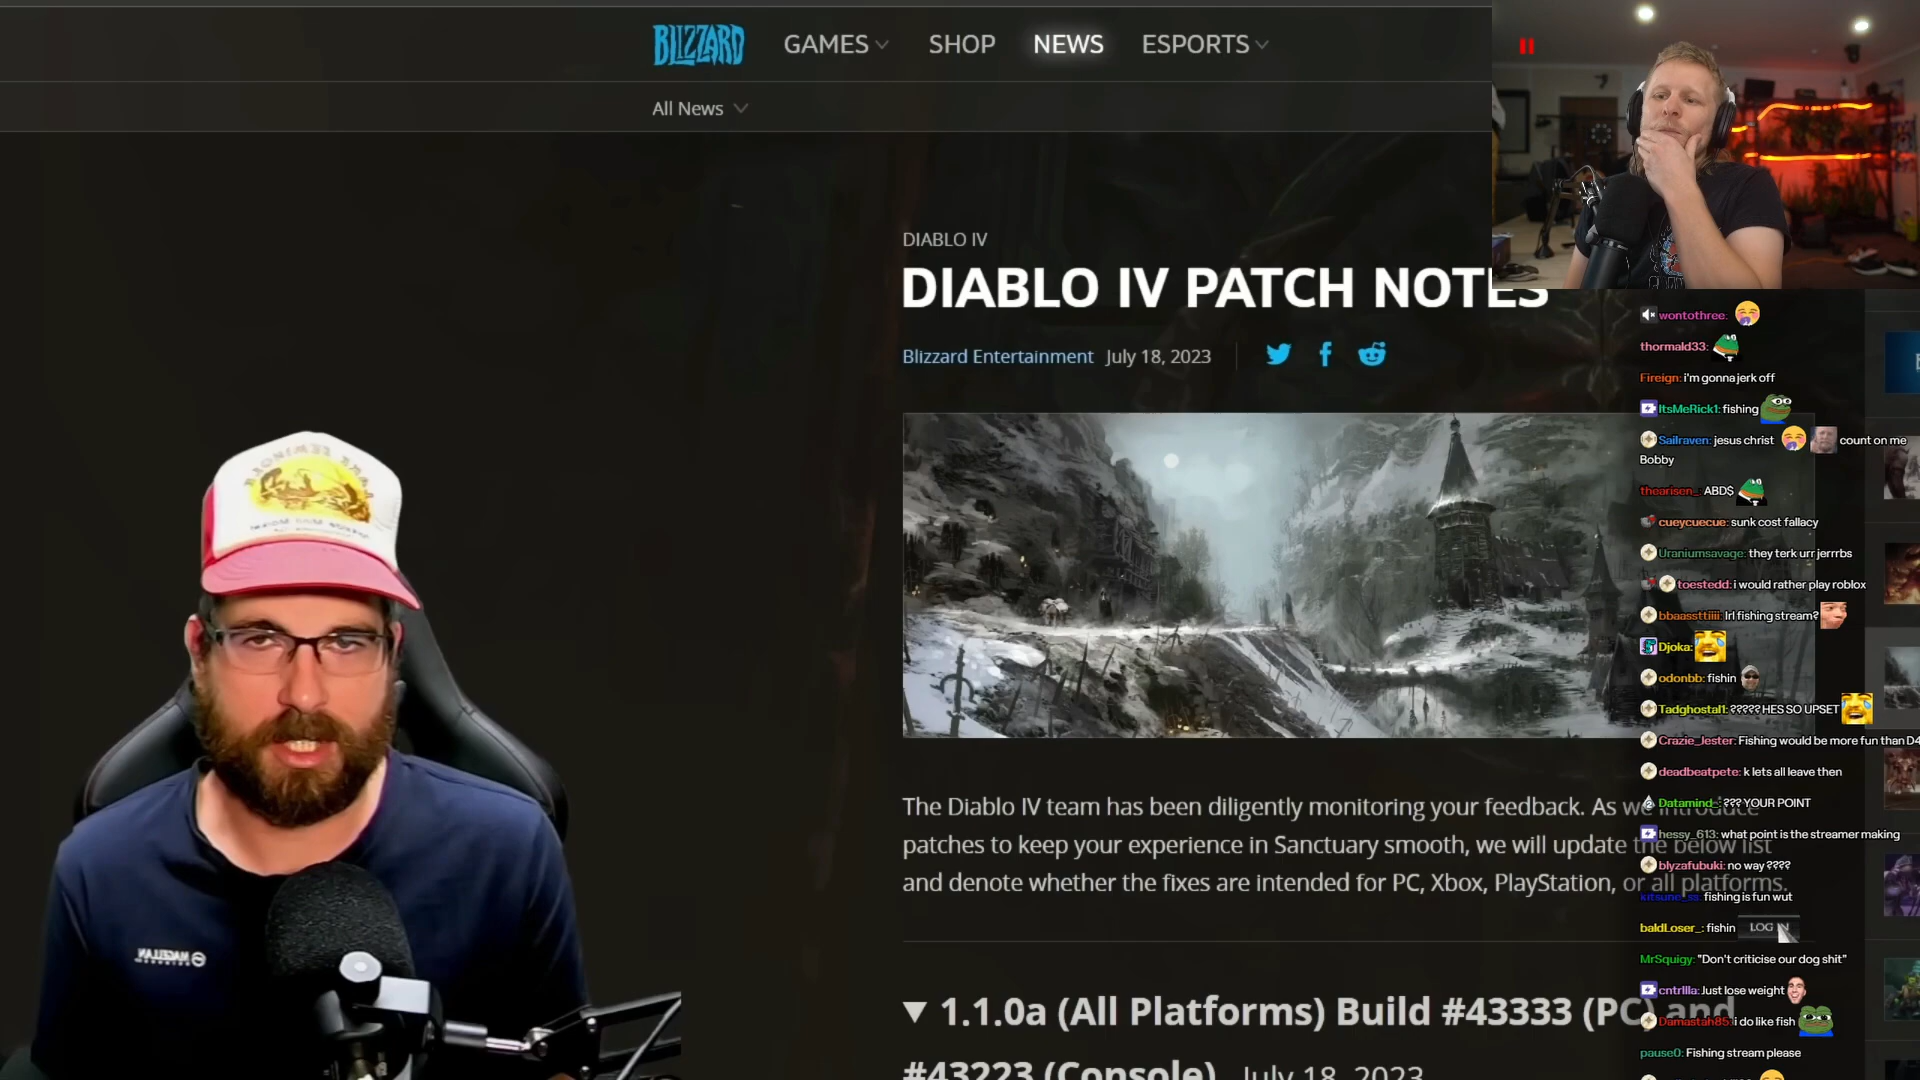 BLIZZARD GAMES SHOP NEWS ESPORTS
All News
DIABLO IV
DIABLO IV PATCH NOTES
Blizzard Entertainment July 18, 2023
The Diablo IV team has been diligently monitoring your feedback. As we introduce
patches to keep your experience in Sanctuary smooth, we will update the below list
and denote whether the fixes are intended for PC, Xbox, PlayStation, or all platforms.
1.1.0a (All Platforms) Build #43333 (PC) and
#43223 (Console) July 18, 2023
wontothree:
thormald33:
Fireign: i'm gonna jerk off
ItsMeRick1: fishing
Sailraven: jesus christ count on me
Bobby
thearisen_: ABD$
cueycuecue: sunk cost fallacy
Uraniumsavage: they terk urr jerrrbs
toestedd: i would rather play roblox
bbaassttiiii: Irl fishing stream?
Djoka:
odonbb: fishin
Tadghostal1: ????? HES SO UPSET
Crazie_Jester: Fishing would be more fun than D4
deadbeatpete: k lets all leave then
Datamind_: ??? YOUR POINT
hessy_613: what point is the streamer making
blyzafubuki: no way ????
kitsune_ss: fishing is fun wut
baldLoser_: fishin LOG IN
MrSquigy: "Don't criticise our dog shit"
cntrllla: Just lose weight
Damastah85: i do like fish
pause0: Fishing stream please
MAGELLAN